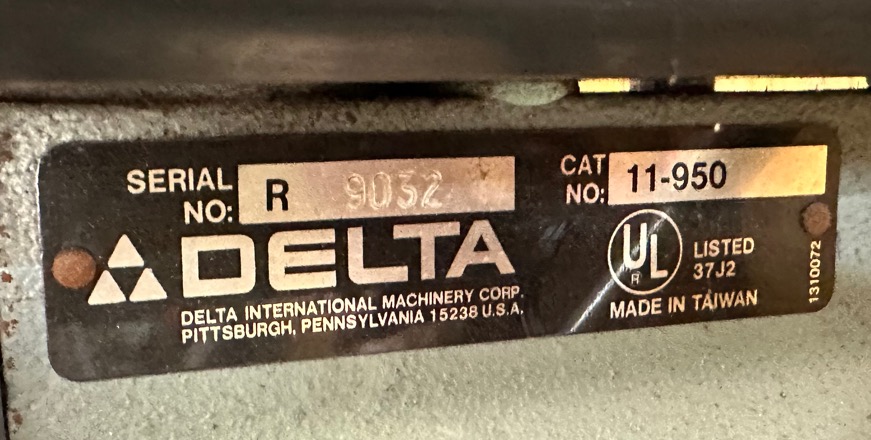 SERIAL NO: R 9032
CAT NO: 11-950
DELTA
DELTA INTERNATIONAL MACHINERY CORP.
PITTSBURGH, PENNSYLVANIA 15238 U.S.A.
UL
R
LISTED
37J2
MADE IN TAIWAN
1310072